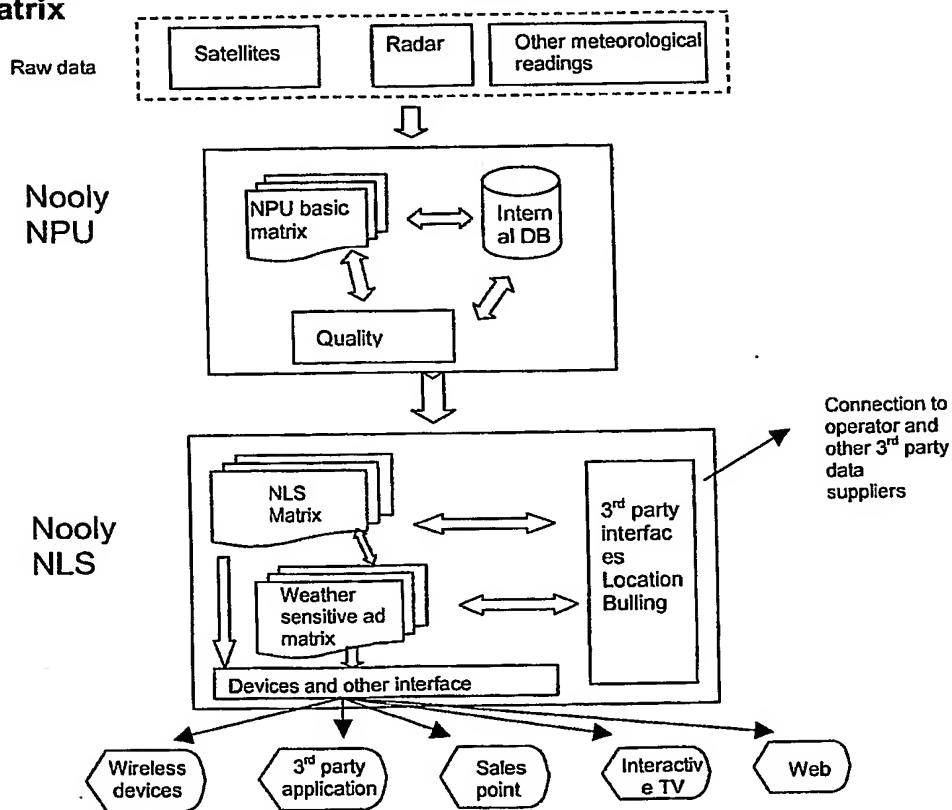 atrix
Raw data
Satellites
Radar
Other meteorological
readings
Nooly
NPU
NPU basic
matrix
Intern
al DB
Quality
Connection to
operator and
other 3rd party
data
suppliers
Nooly
NLS
NLS
Matrix
3rd party
interfac
es
Location
Bulling
Weather
sensitive ad
matrix
Devices and other interface
Wireless
devices
3rd party
application
Sales
point
Interactiv
e TV
Web